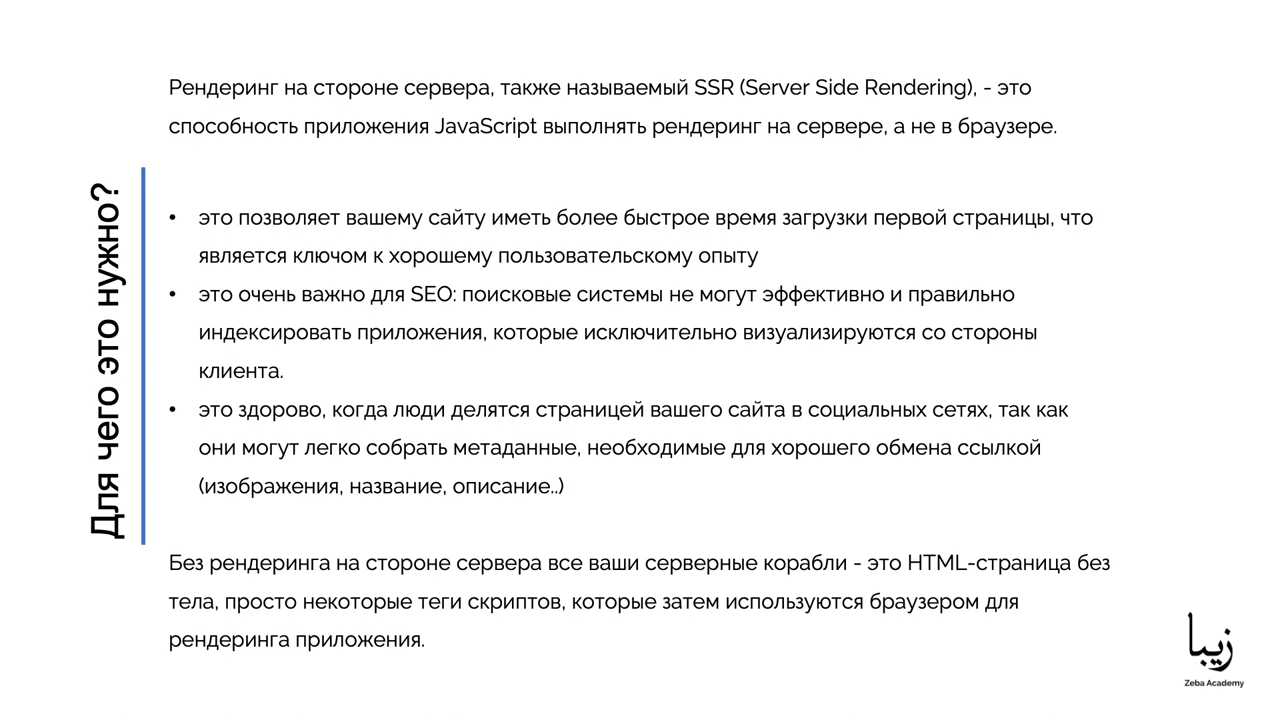 Рендеринг на стороне сервера, также называемый SSR (Server Side Rendering), - это
способность приложения JavaScript выполнять рендеринг на сервере, а не в браузере.
Для чего это нужно?
• это позволяет вашему сайту иметь более быстрое время загрузки первой страницы, что
является ключом к хорошему пользовательскому опыту
• это очень важно для SEO: поисковые системы не могут эффективно и правильно
индексировать приложения, которые исключительно визуализируются со стороны
клиента.
• это здорово, когда люди делятся страницей вашего сайта в социальных сетях, так как
они могут легко собрать метаданные, необходимые для хорошего обмена ссылкой
(изображения, название, описание..)
Без рендеринга на стороне сервера все ваши серверные корабли - это HTML-страница без
тела, просто некоторые теги скриптов, которые затем используются браузером для
рендеринга приложения.
زیبا
Zeba Academy